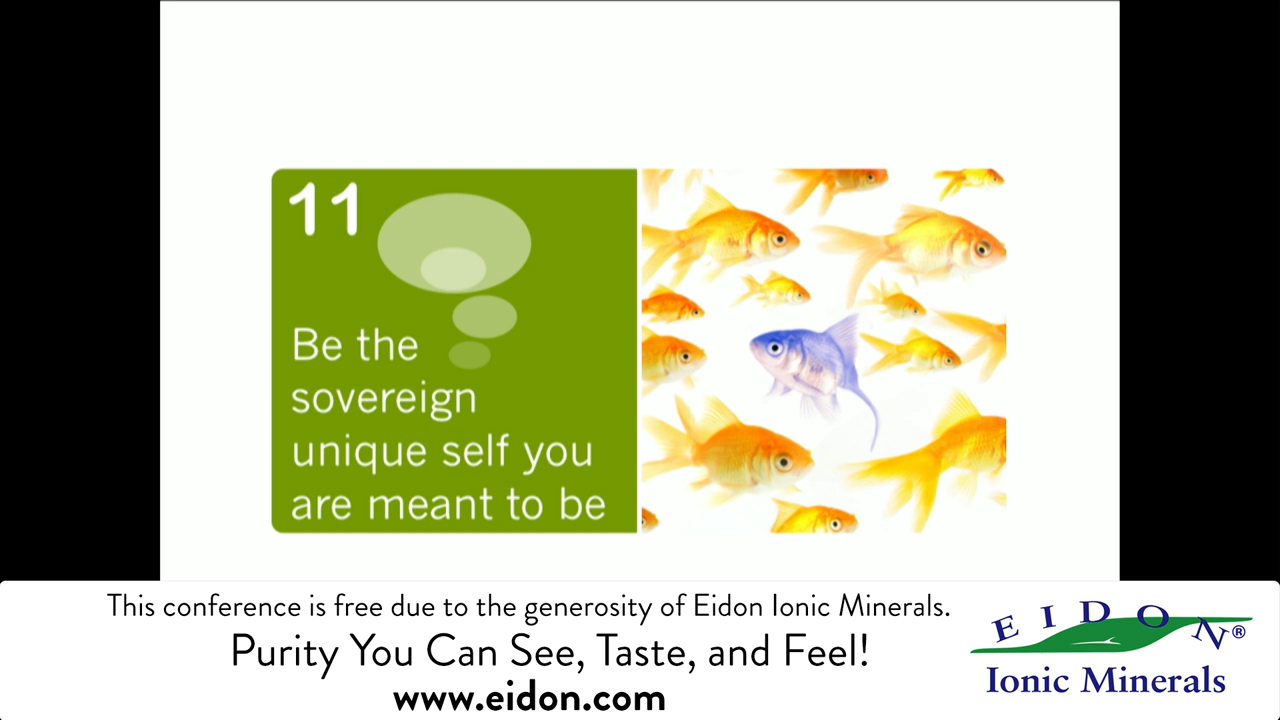 11
Be the
sovereign
unique self you
are meant to be
This conference is free due to the generosity of Eidon Ionic Minerals.
Purity You Can See, Taste, and Feel!
www.eidon.com
EIDON®
Ionic Minerals